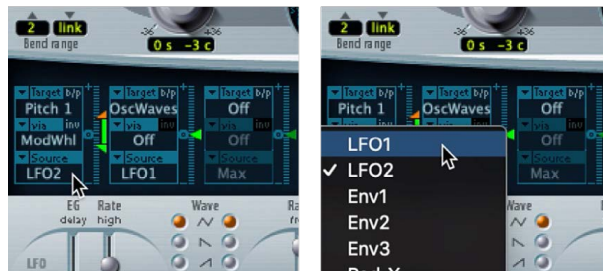 2 link
-36 +36
Bend range
0 s -3 c
Target b/p Target b/p Target b/p
Pitch 1 OscWaves Off
via inv via inv via inv
ModWhl Off Off
Source Source Source
LFO2 LFO1 Max
EG Rate Wave
delay high
LFO
2 link
-36 +36
Bend range
0 s -3 c
Target b/p Target b/p Target b/p
Pitch 1 OscWaves Off
via inv
Off
Source
Max
LFO1
LFO2
Env1
Env2
Env3
Wave